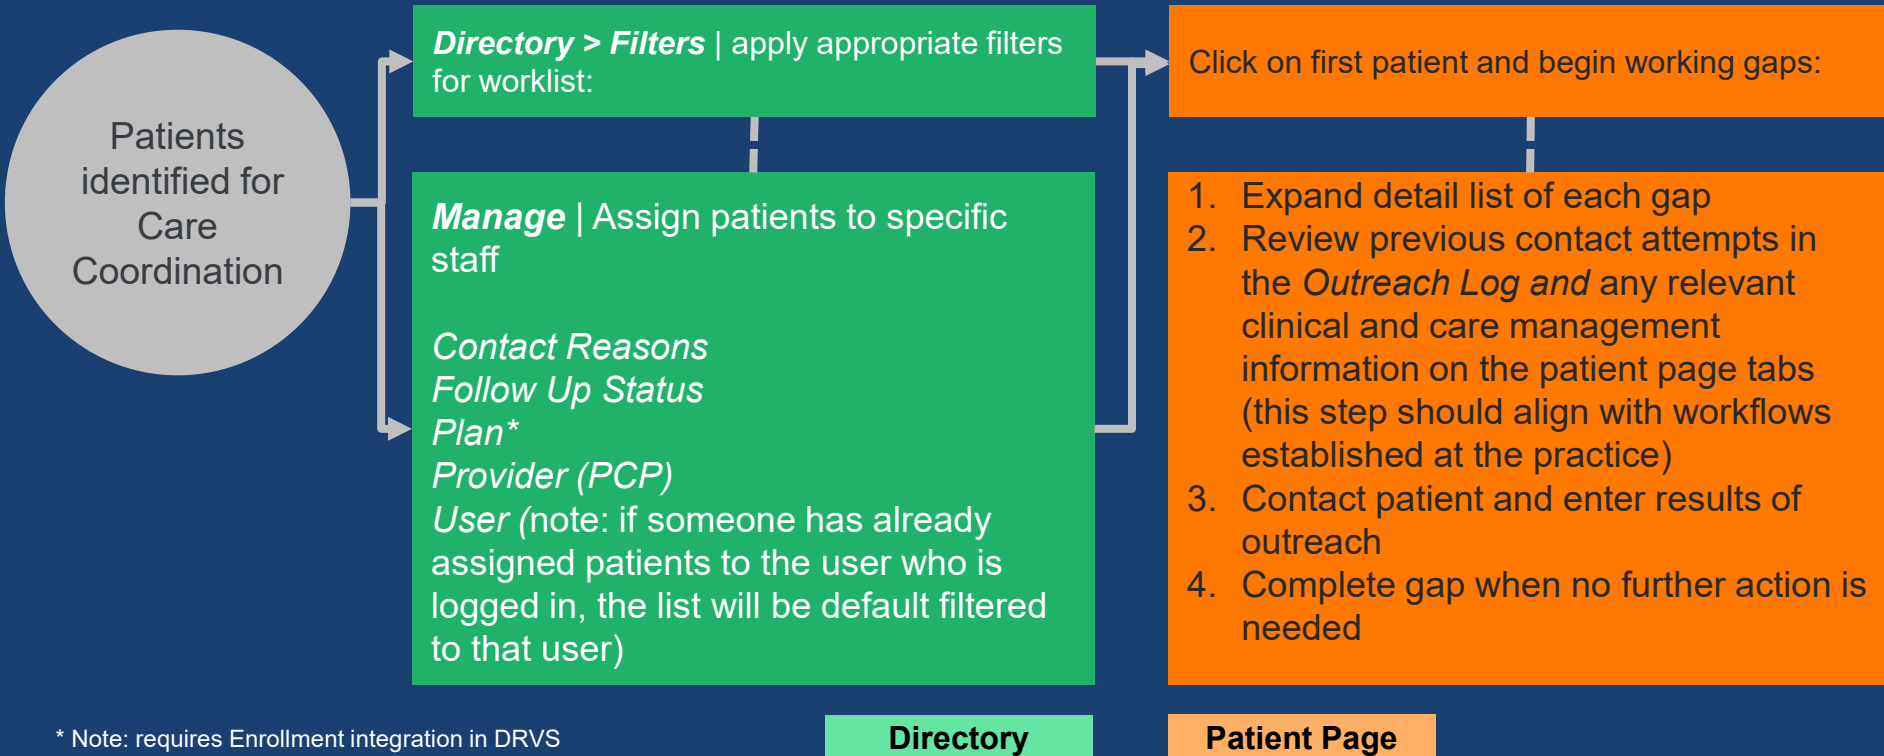 Patients
identified for
Care
Coordination
Directory > Filters | apply appropriate filters
for worklist:
Manage | Assign patients to specific
staff
Contact Reasons
Follow Up Status
Plan*
Provider (PCP)
User (note: if someone has already
assigned patients to the user who is
logged in, the list will be default filtered
to that user)
Click on first patient and begin working gaps:
1. Expand detail list of each gap
2. Review previous contact attempts in
the Outreach Log and any relevant
clinical and care management
information on the patient page tabs
(this step should align with workflows
established at the practice)
3. Contact patient and enter results of
outreach
4. Complete gap when no further action is
needed
* Note: requires Enrollment integration in DRVS
Directory
Patient Page